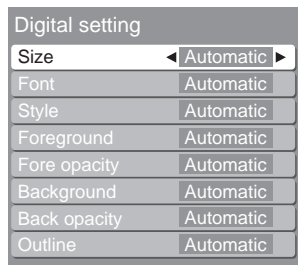 Digital setting
Size ◀ Automatic ▶
Font Automatic
Style Automatic
Foreground Automatic
Fore opacity Automatic
Background Automatic
Back opacity Automatic
Outline Automatic